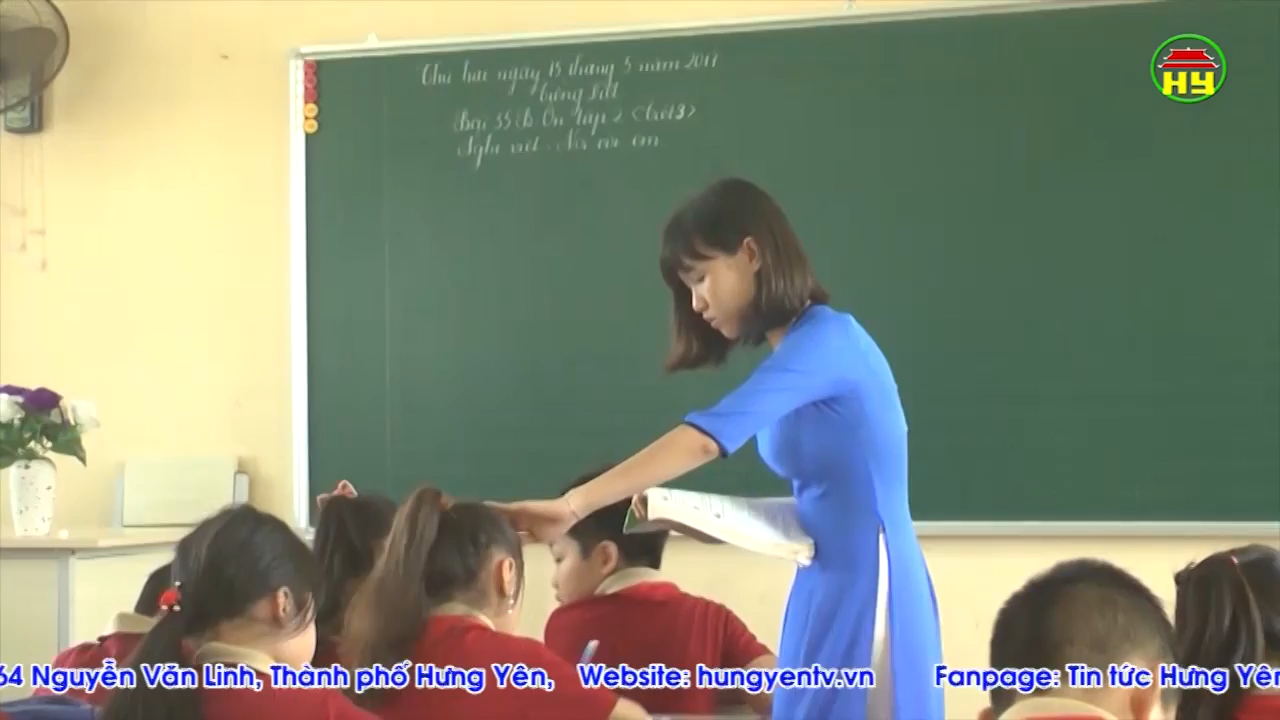 Thứ hai ngày 15 tháng 5 năm 2017
Tiếng Việt
Bài 35B. Ôn tập 2 <tiết 3>
HY
64 Nguyễn Văn Linh, Thành phố Hưng Yên, Website: hungyentv.vn Fanpage: Tin tức Hưng Yên